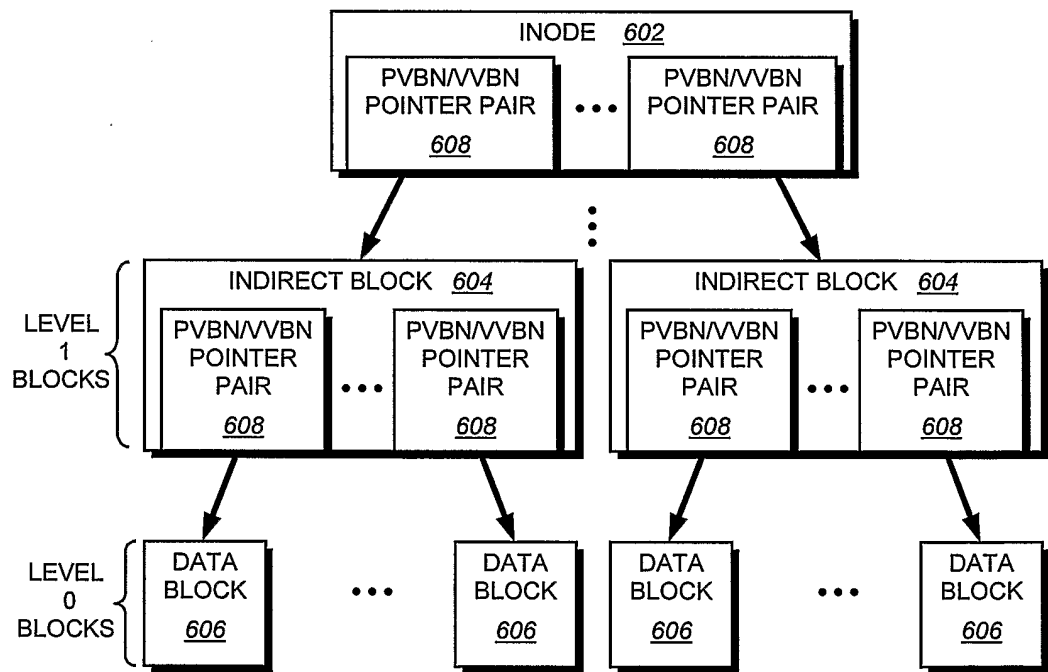 INODE 602
PVBN/VVBN POINTER PAIR 608
PVBN/VVBN POINTER PAIR 608
LEVEL 1 BLOCKS
INDIRECT BLOCK 604
PVBN/VVBN POINTER PAIR 608
PVBN/VVBN POINTER PAIR 608
INDIRECT BLOCK 604
PVBN/VVBN POINTER PAIR 608
PVBN/VVBN POINTER PAIR 608
LEVEL 0 BLOCKS
DATA BLOCK 606
DATA BLOCK 606
DATA BLOCK 606
DATA BLOCK 606